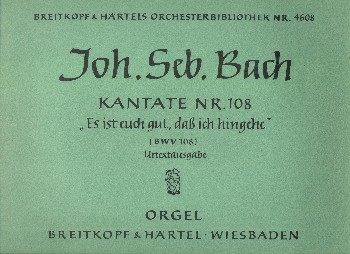 BREITKOPF & HÄRTELS ORCHESTERBIBLIOTHEK NR. 4608
Joh. Seb. Bach
KANTATE NR. 108
„Es ist euch gut, daß ich hingehe"
(BWV 108)
Urtextausgabe
ORGEL
BREITKOPF & HÄRTEL · WIESBADEN